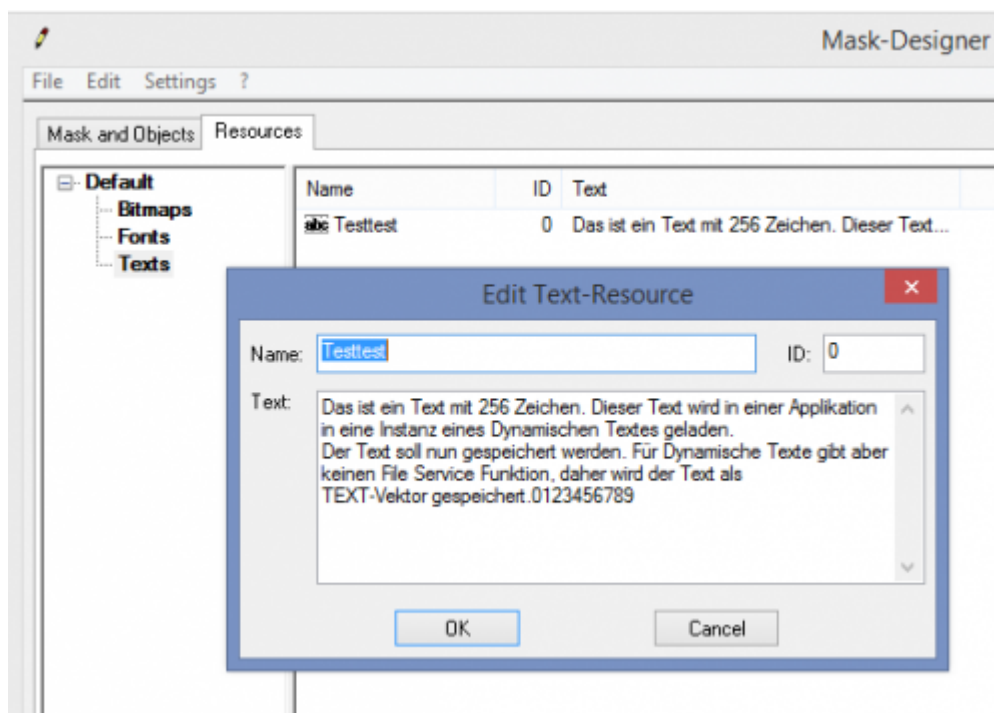 Mask-Designer
File Edit Settings ?
Mask and Objects Resources
Default
Bitmaps
Fonts
Texts
Name ID Text
abc Testtest 0 Das ist ein Text mit 256 Zeichen. Dieser Text...
Edit Text-Resource
Name: Testtest ID: 0
Text:
Das ist ein Text mit 256 Zeichen. Dieser Text wird in einer Applikation
in eine Instanz eines Dynamischen Textes geladen.
Der Text soll nun gespeichert werden. Für Dynamische Texte gibt aber
keinen File Service Funktion, daher wird der Text als
TEXT-Vektor gespeichert.0123456789
OK Cancel